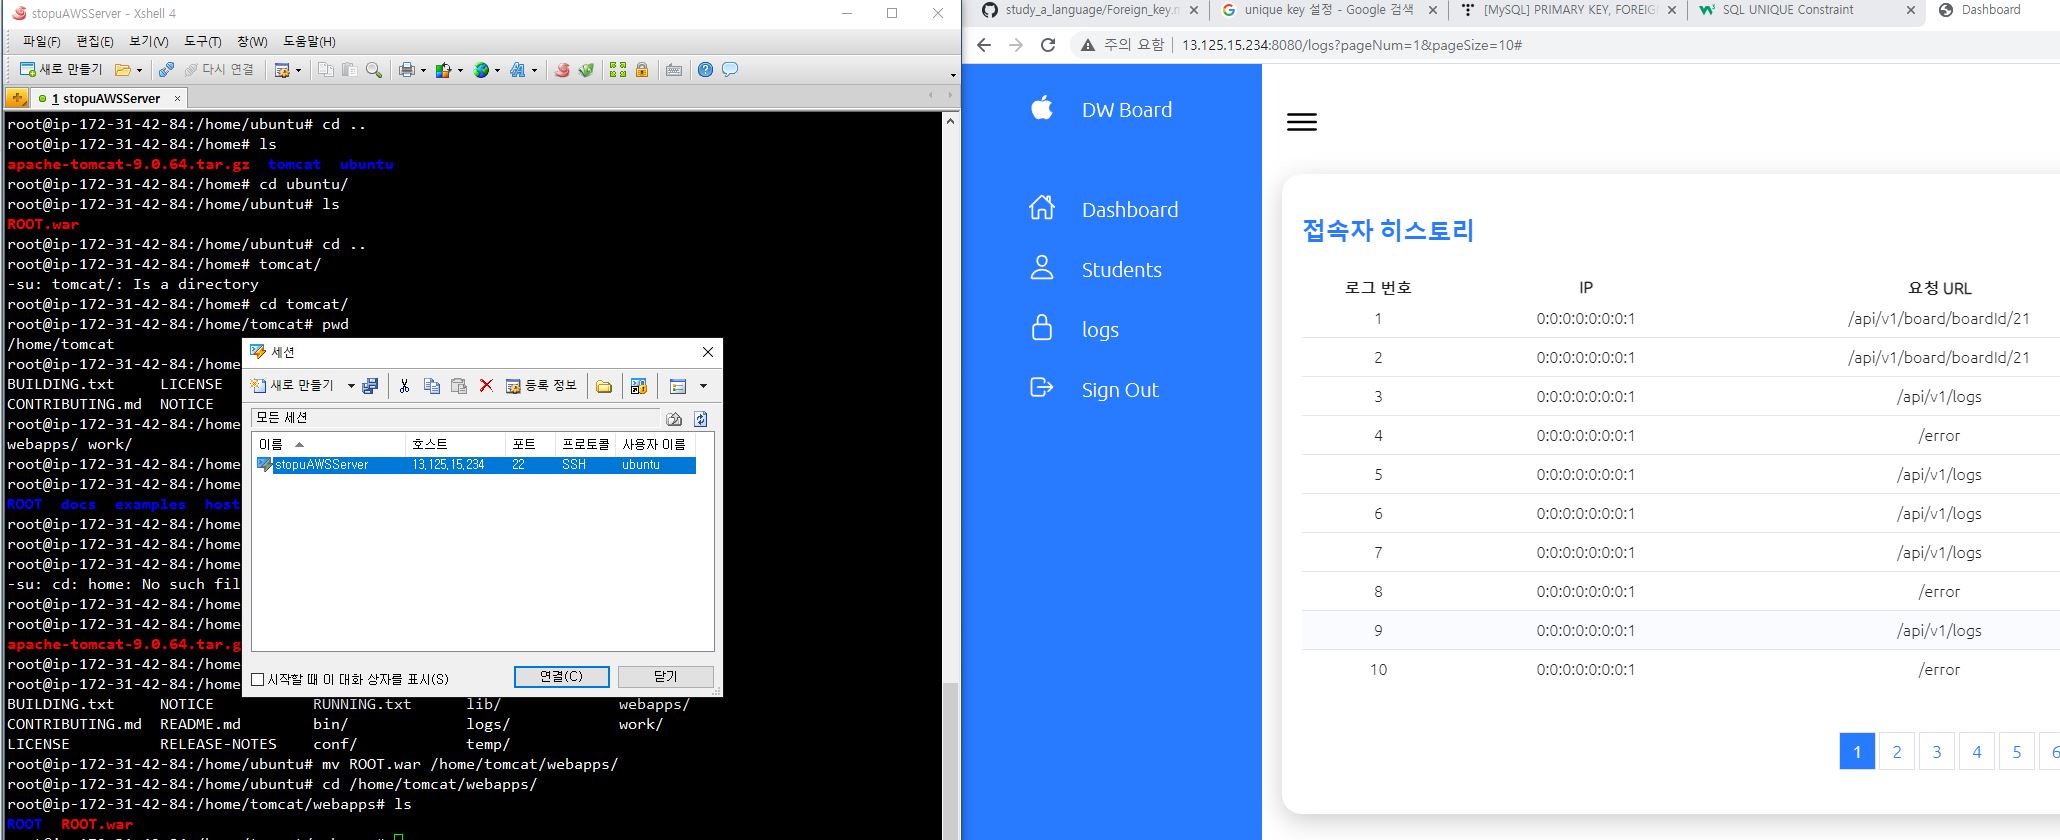 stopuAWSServer - Xshell 4
파일(F) 편집(E) 보기(V) 도구(T) 창(W) 도움말(H)
새로 만들기 다시 연결
1 stopuAWSServer
root@ip-172-31-42-84:/home/ubuntu# cd ..
root@ip-172-31-42-84:/home# ls
apache-tomcat-9.0.64.tar.gz tomcat ubuntu
root@ip-172-31-42-84:/home# cd ubuntu/
root@ip-172-31-42-84:/home/ubuntu# ls
ROOT.war
root@ip-172-31-42-84:/home/ubuntu# cd ..
root@ip-172-31-42-84:/home# tomcat/
-su: tomcat/: Is a directory
root@ip-172-31-42-84:/home# cd tomcat/
root@ip-172-31-42-84:/home/tomcat# pwd
/home/tomcat
root@ip-172-31-42-84:/home
BUILDING.txt LICENSE
CONTRIBUTING.md NOTICE
root@ip-172-31-42-84:/home
webapps/ work/
root@ip-172-31-42-84:/home
root@ip-172-31-42-84:/home
ROOT docs examples host
root@ip-172-31-42-84:/home
root@ip-172-31-42-84:/home
root@ip-172-31-42-84:/home
-su: cd: home: No such fil
root@ip-172-31-42-84:/home
root@ip-172-31-42-84:/home
apache-tomcat-9.0.64.tar.g
root@ip-172-31-42-84:/home
root@ip-172-31-42-84:/home
BUILDING.txt NOTICE RUNNING.txt lib/ webapps/
CONTRIBUTING.md README.md bin/ logs/ work/
LICENSE RELEASE-NOTES conf/ temp/
root@ip-172-31-42-84:/home/ubuntu# mv ROOT.war /home/tomcat/webapps/
root@ip-172-31-42-84:/home/ubuntu# cd /home/tomcat/webapps/
root@ip-172-31-42-84:/home/tomcat/webapps# ls
ROOT ROOT.war
세션
새로 만들기 등록 정보
모든 세션
이름 호스트 포트 프로토콜 사용자 이름
stopuAWSServer 13.125.15.234 22 SSH ubuntu
시작할 때 이 대화 상자를 표시(S) 연결(C) 닫기
study_a_language/Foreign_key.m unique key 설정 - Google 검색 [MySQL] PRIMARY KEY, FOREIG SQL UNIQUE Constraint Dashboard
주의 요함 13.125.15.234:8080/logs?pageNum=1&pageSize=10#
DW Board
Dashboard
Students
logs
Sign Out
접속자 히스토리
로그 번호 IP 요청 URL
1 0:0:0:0:0:0:0:1 /api/v1/board/boardId/21
2 0:0:0:0:0:0:0:1 /api/v1/board/boardId/21
3 0:0:0:0:0:0:0:1 /api/v1/logs
4 0:0:0:0:0:0:0:1 /error
5 0:0:0:0:0:0:0:1 /api/v1/logs
6 0:0:0:0:0:0:0:1 /api/v1/logs
7 0:0:0:0:0:0:0:1 /api/v1/logs
8 0:0:0:0:0:0:0:1 /error
9 0:0:0:0:0:0:0:1 /api/v1/logs
10 0:0:0:0:0:0:0:1 /error
1 2 3 4 5 6